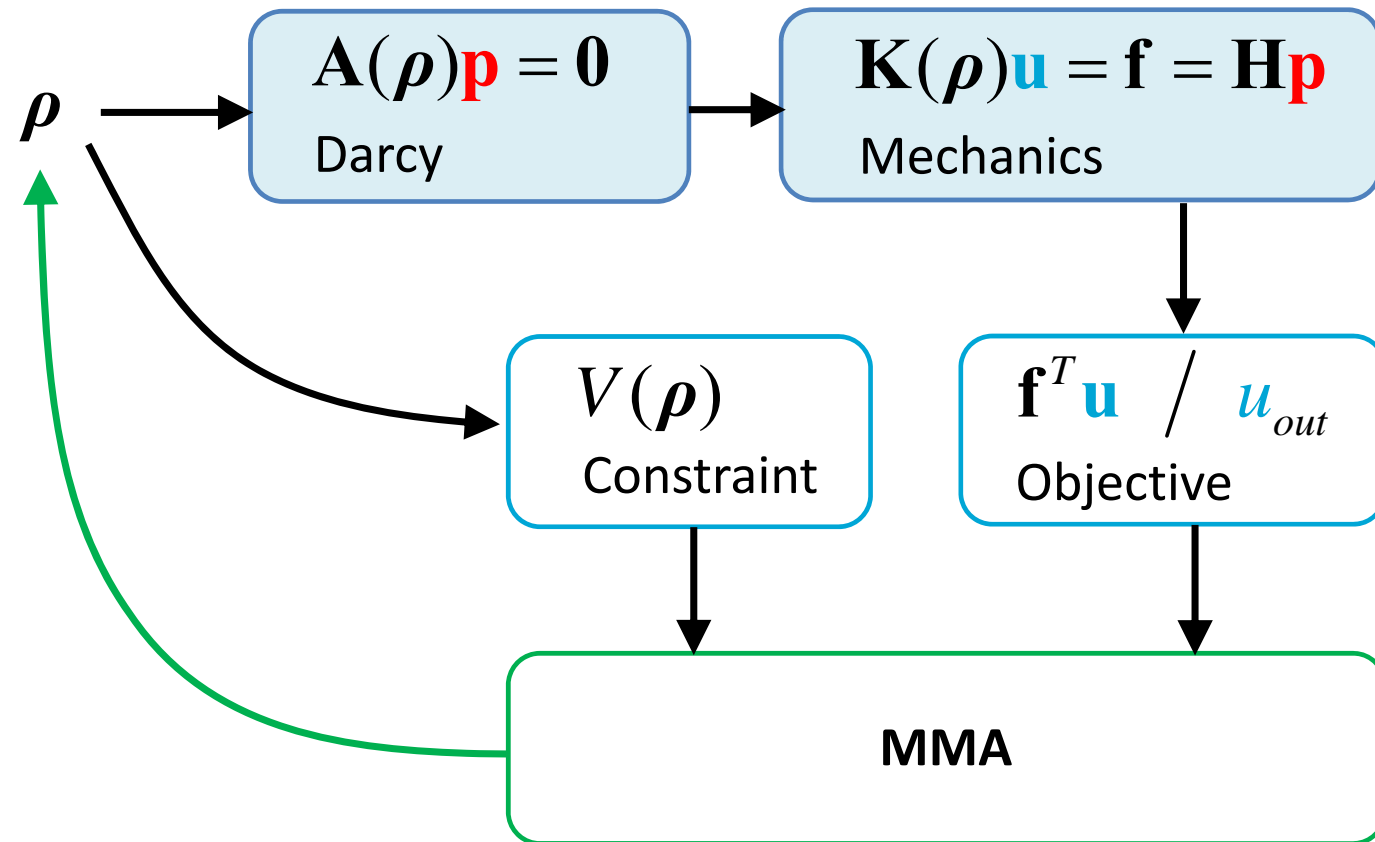 ρ
A(ρ)p = 0
Darcy
K(ρ)u = f = Hp
Mechanics
V(ρ)
Constraint
f^T u / u_out
Objective
MMA